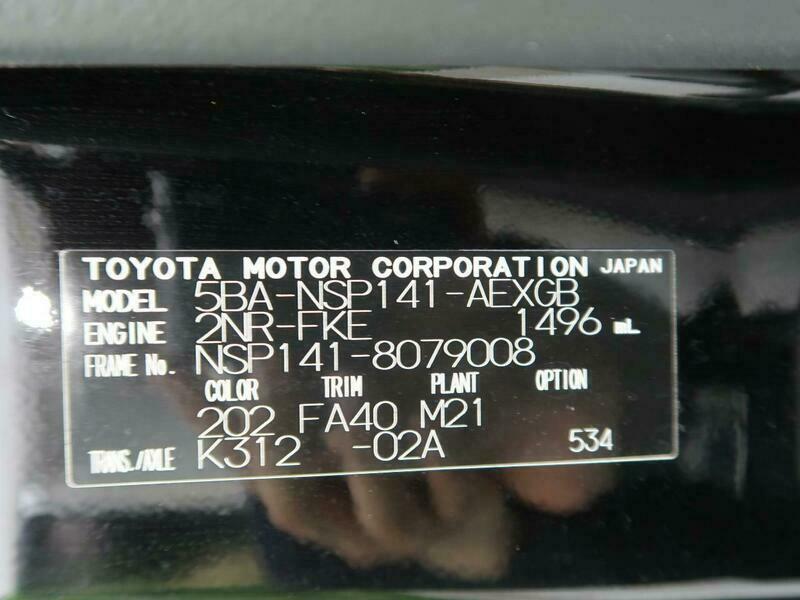 TOYOTA MOTOR CORPORATION JAPAN
MODEL 5BA-NSP141-AEXGB
ENGINE 2NR-FKE 1496 mL
FRAME No. NSP141-8079008
COLOR TRIM PLANT OPTION
202 FA40 M21
TRANS./AXLE K312 -02A 534